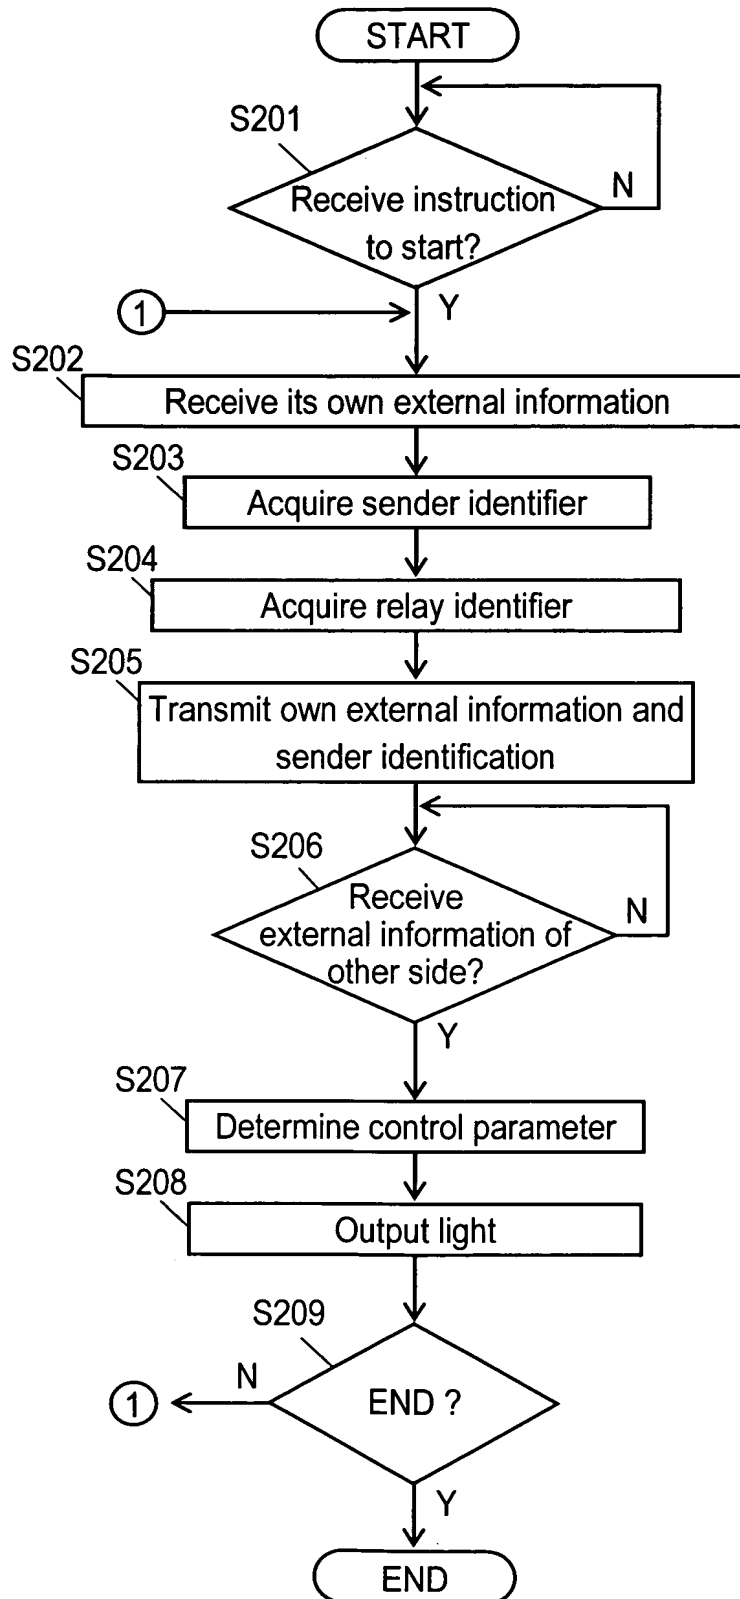 START
S201
N
Receive instruction
to start?
1
Y
S202
Receive its own external information
S203
Acquire sender identifier
S204
Acquire relay identifier
S205
Transmit own external information and
sender identification
S206
Receive
N
external information of
other side?
Y
S207
Determine control parameter
S208
Output light
S209
N
1
END ?
Y
END